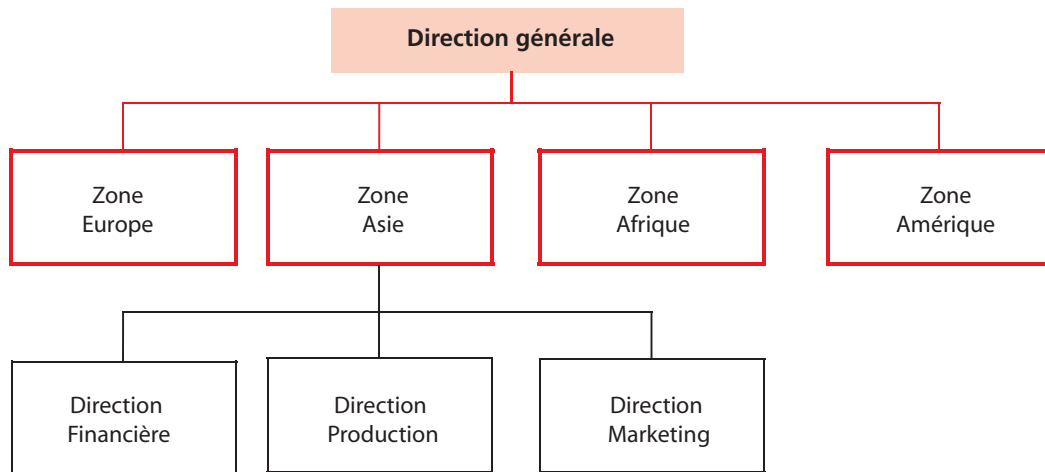 Direction générale
Zone
Europe
Zone
Asie
Zone
Afrique
Zone
Amérique
Direction
Financière
Direction
Production
Direction
Marketing